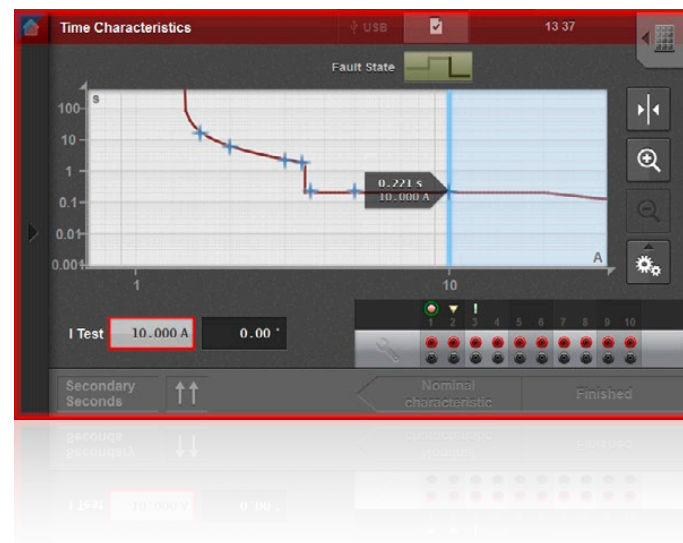 Time Characteristics
USB
13 37
Fault State
s
100
10
1
0.1
0.01
0.001
0.221 s
10.000 A
A
1
10
I Test
10.000 A
0.00 °
1 2 3 4 5 6 7 8 9 10
Secondary
Seconds
Nominal
characteristic
Finished